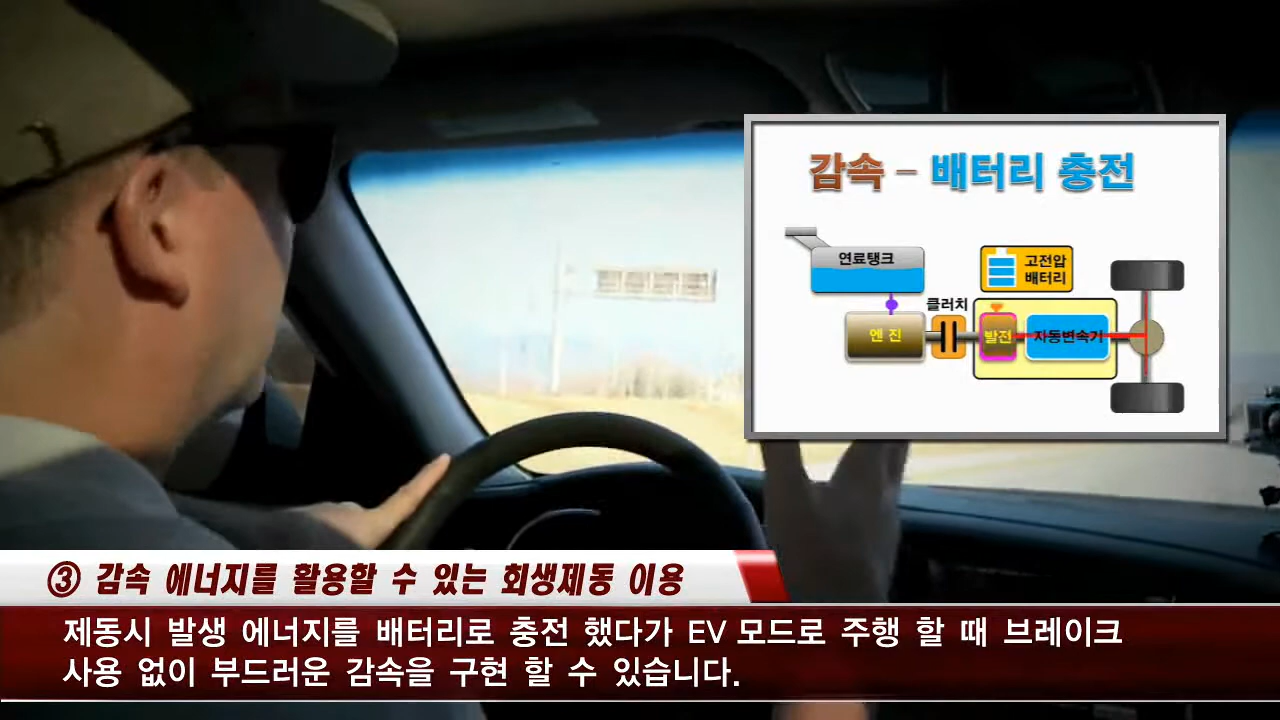 감속 - 배터리 충전
연료탱크
고전압
배터리
클러치
엔 진
발전
자동변속기
③ 감속 에너지를 활용할 수 있는 회생제동 이용
제동시 발생 에너지를 배터리로 충전 했다가 EV 모드로 주행 할 때 브레이크
사용 없이 부드러운 감속을 구현 할 수 있습니다.